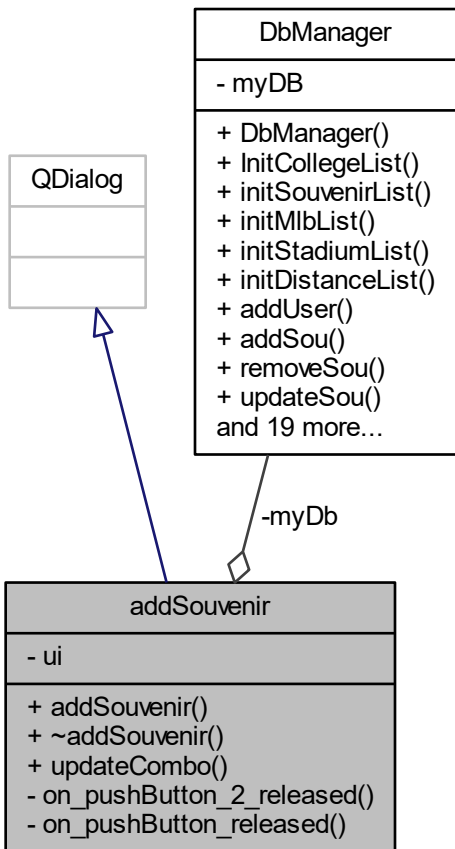 DbManager
- myDB
+ DbManager()
+ InitCollegeList()
+ initSouvenirList()
+ initMlbList()
+ initStadiumList()
+ initDistanceList()
+ addUser()
+ addSou()
+ removeSou()
+ updateSou()
and 19 more...
QDialog
-myDb
addSouvenir
- ui
+ addSouvenir()
+ ~addSouvenir()
+ updateCombo()
- on_pushButton_2_released()
- on_pushButton_released()